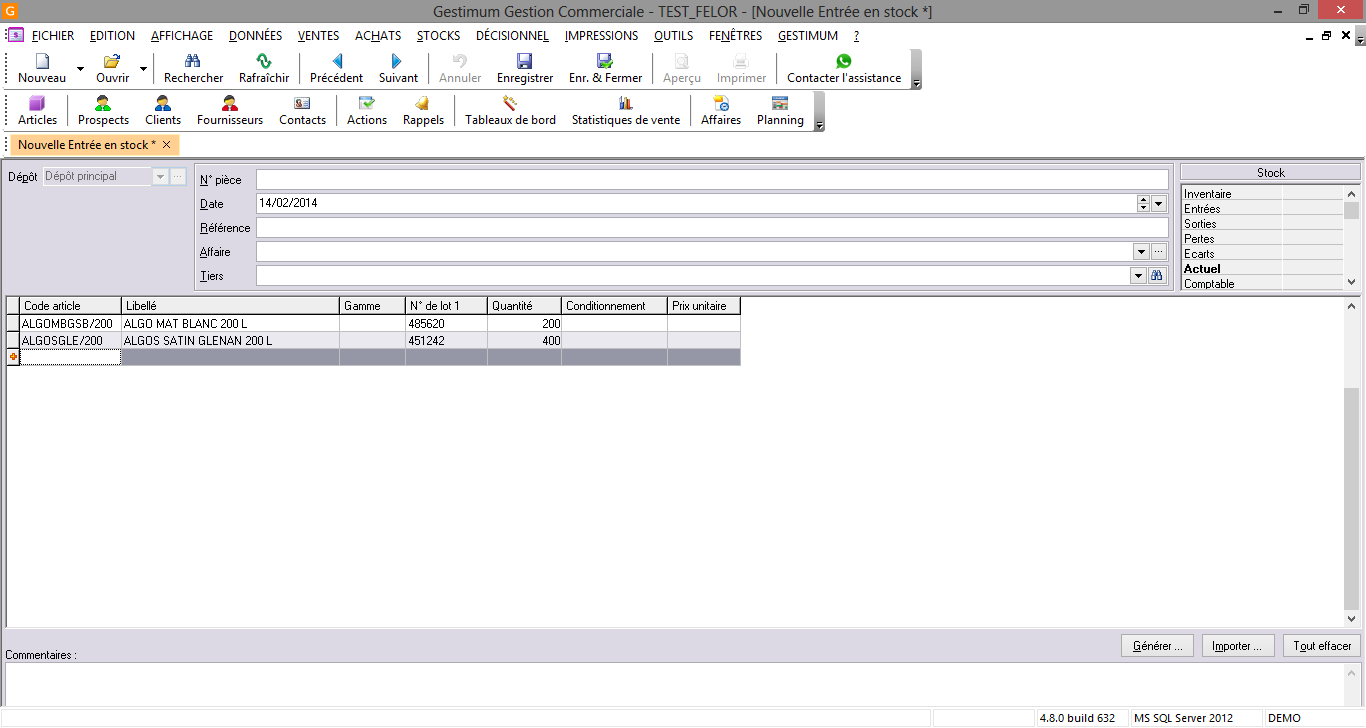 G Gestimum Gestion Commerciale - TEST_FELOR - [Nouvelle Entrée en stock *]
FICHIER EDITION AFFICHAGE DONNÉES VENTES ACHATS STOCKS DÉCISIONNEL IMPRESSIONS OUTILS FENÊTRES GESTIMUM ?
Nouveau Ouvrir Rechercher Rafraîchir Précédent Suivant Annuler Enregistrer Enr. & Fermer Aperçu Imprimer Contacter l'assistance
Articles Prospects Clients Fournisseurs Contacts Actions Rappels Tableaux de bord Statistiques de vente Affaires Planning
Nouvelle Entrée en stock *
Dépôt Dépôt principal
N° pièce
Date 14/02/2014
Référence
Affaire
Tiers
Stock
Inventaire
Entrées
Sorties
Pertes
Ecarts
Actuel
Comptable
Code article Libellé Gamme N° de lot 1 Quantité Conditionnement Prix unitaire
ALGOMBGSB/200 ALGO MAT BLANC 200 L 485620 200
ALGOSGLE/200 ALGOS SATIN GLENAN 200 L 451242 400
Générer ... Importer ... Tout effacer
Commentaires :
4.8.0 build 632 MS SQL Server 2012 DEMO